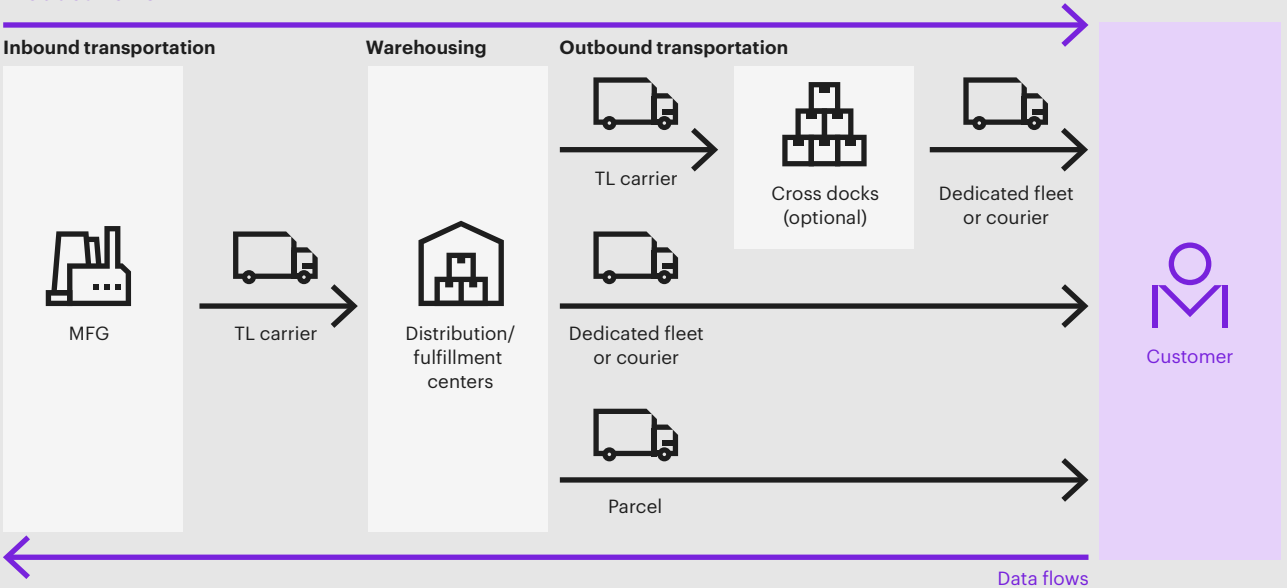 Inbound transportation
Warehousing
Outbound transportation
TL carrier
Cross docks
(optional)
Dedicated fleet
or courier
MFG
TL carrier
Distribution/
fulfillment
centers
Dedicated fleet
or courier
Customer
Parcel
Data flows